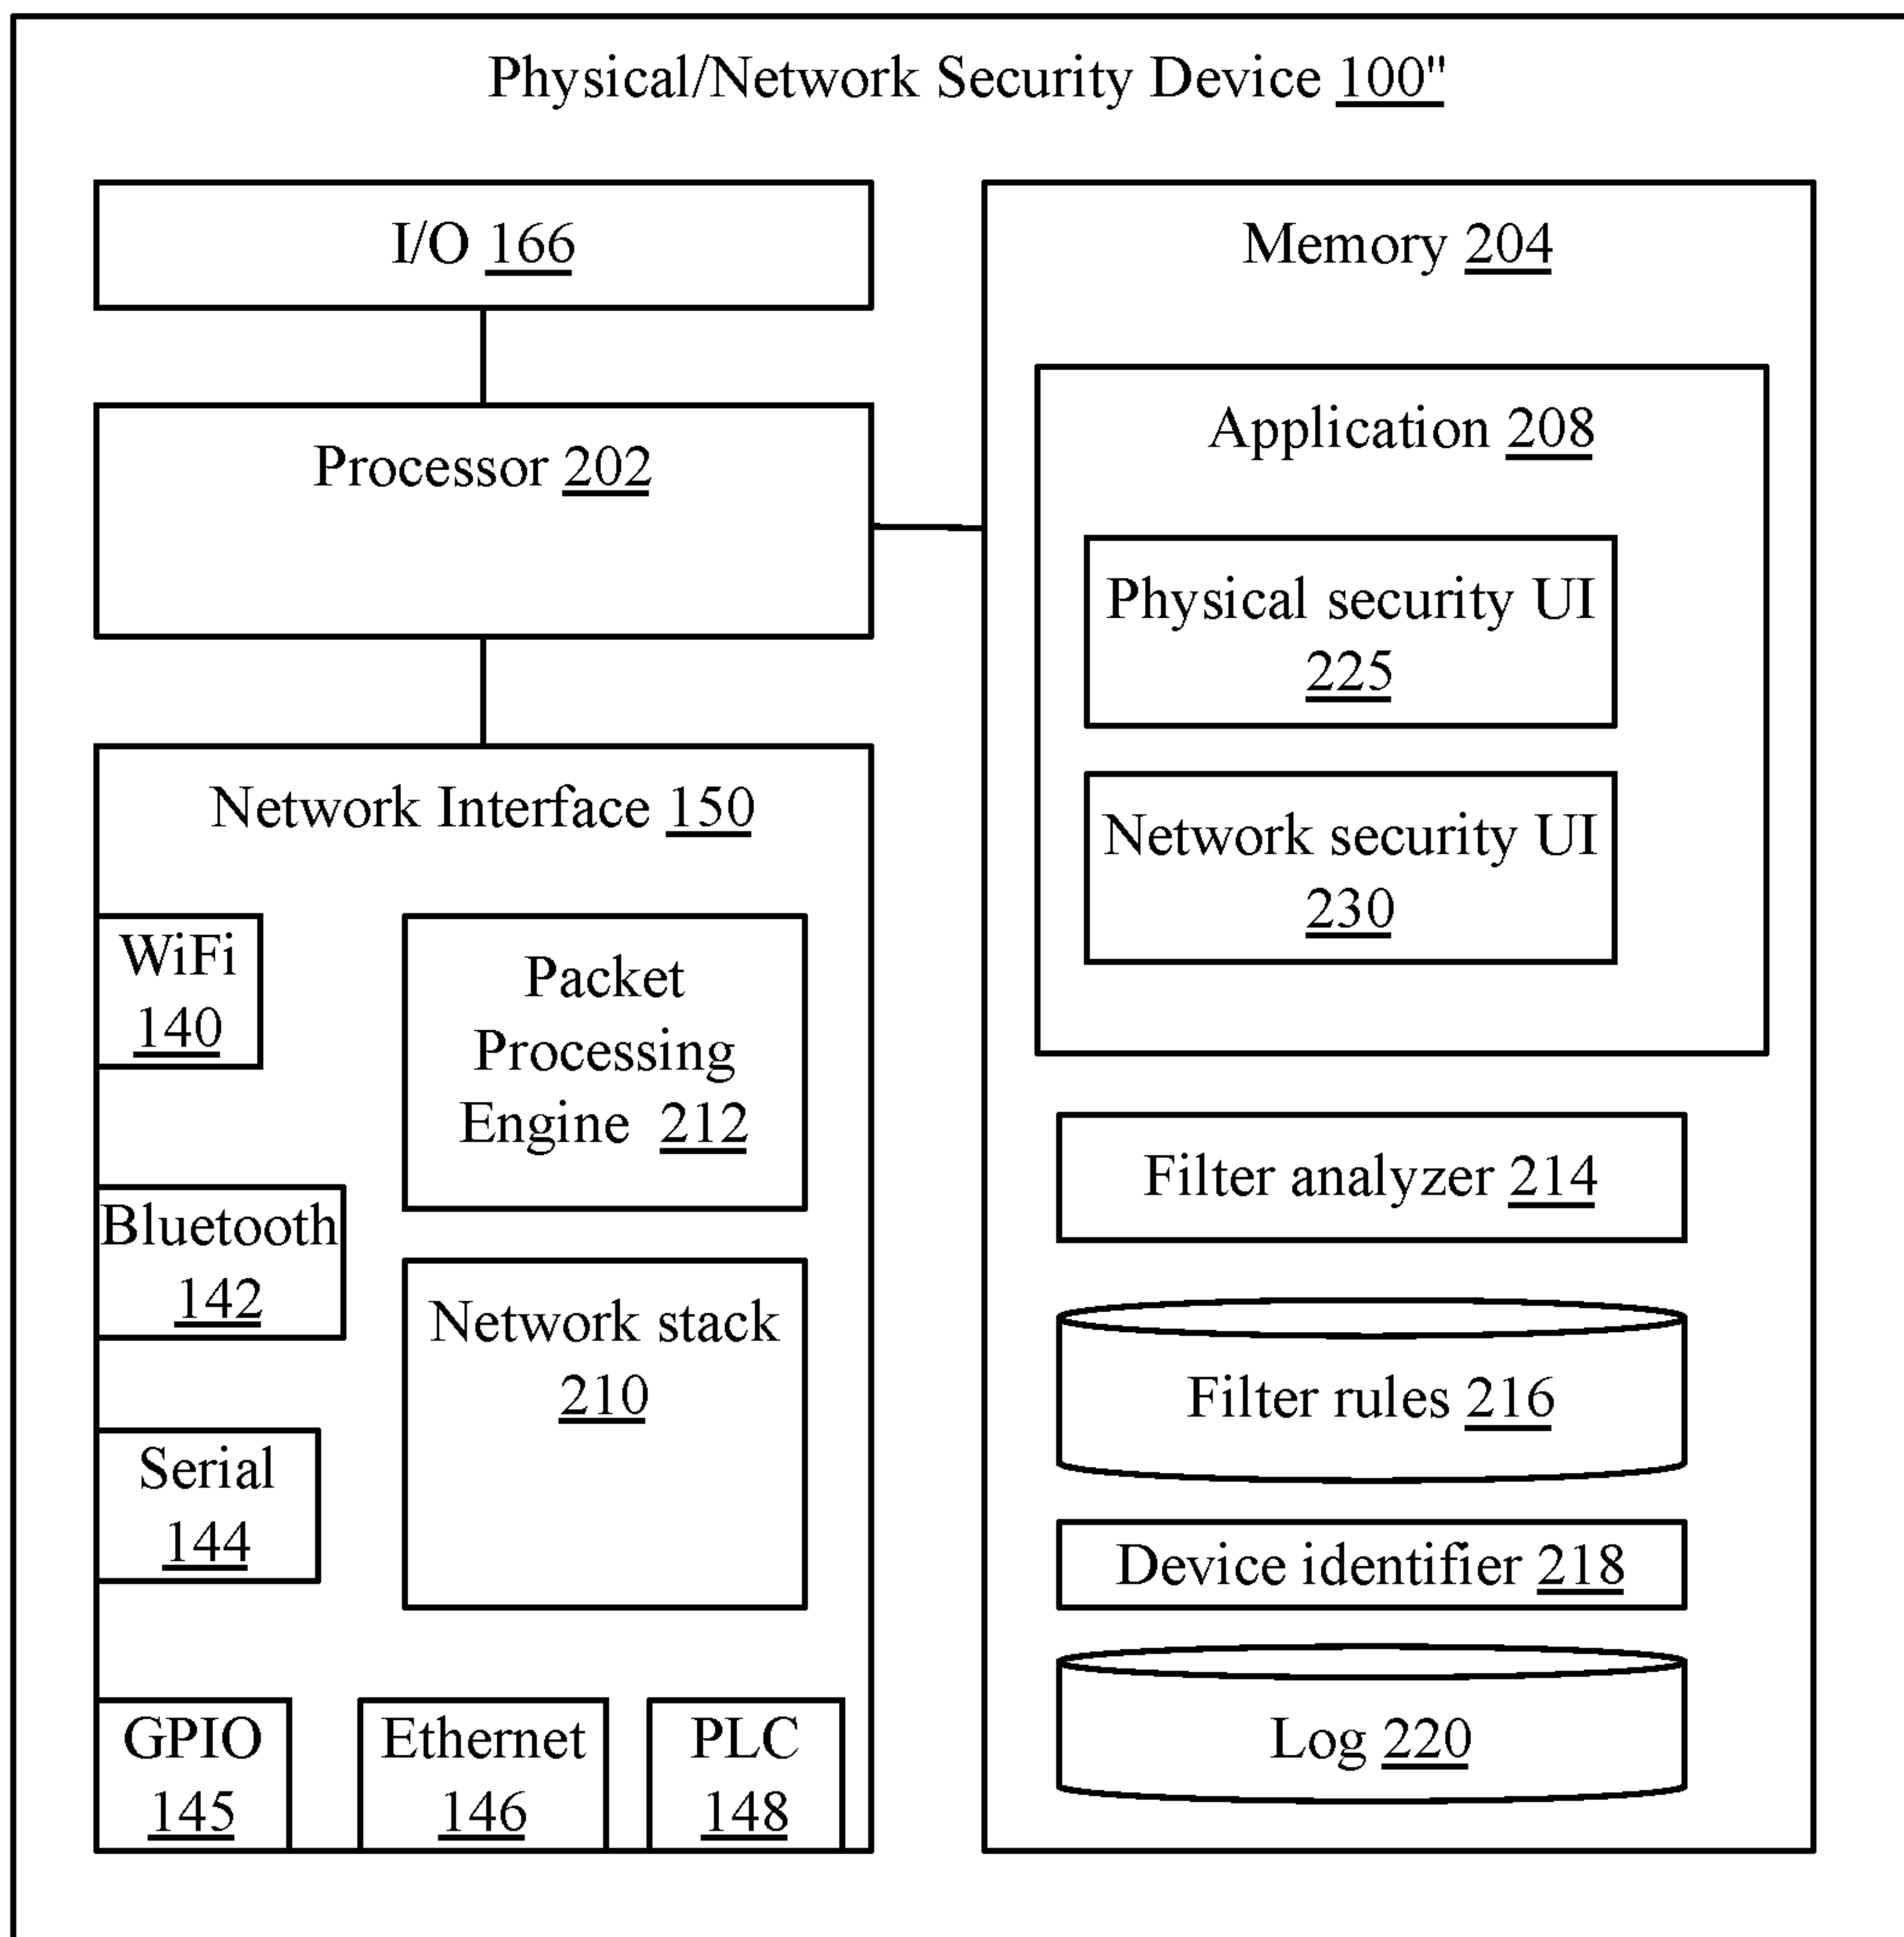 Physical/Network Security Device 100"
I/O 166
Processor 202
Network Interface 150
WiFi
140
Packet
Processing
Engine 212
Bluetooth
142
Network stack
210
Serial
144
GPIO
145
Ethernet
146
PLC
148
Memory 204
Application 208
Physical security UI
225
Network security UI
230
Filter analyzer 214
Filter rules 216
Device identifier 218
Log 220